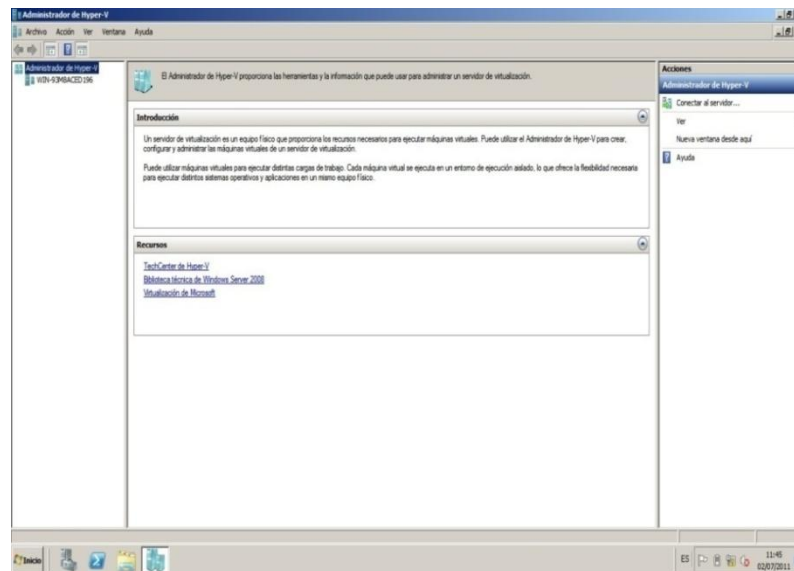 Administrador de Hyper-V
Archivo Acción Ver Ventana Ayuda
Administrador de Hyper-V
WIN-93M8ACED196
El Administrador de Hyper-V proporciona las herramientas y la información que puede usar para administrar un servidor de virtualización.
Introducción
Un servidor de virtualización es un equipo físico que proporciona los recursos necesarios para ejecutar máquinas virtuales. Puede utilizar el Administrador de Hyper-V para crear,
configurar y administrar las máquinas virtuales de un servidor de virtualización.
Puede utilizar máquinas virtuales para ejecutar distintas cargas de trabajo. Cada máquina virtual se ejecuta en un entorno de ejecución aislado, lo que ofrece la flexibilidad necesaria
para ejecutar distintos sistemas operativos y aplicaciones en un mismo equipo físico.
Recursos
TechCenter de Hyper-V
Biblioteca técnica de Windows Server 2008
Virtualización de Microsoft
Acciones
Administrador de Hyper-V
Conectar al servidor...
Ver
Nueva ventana desde aquí
Ayuda
Inicio
ES
11:45
02/07/2011